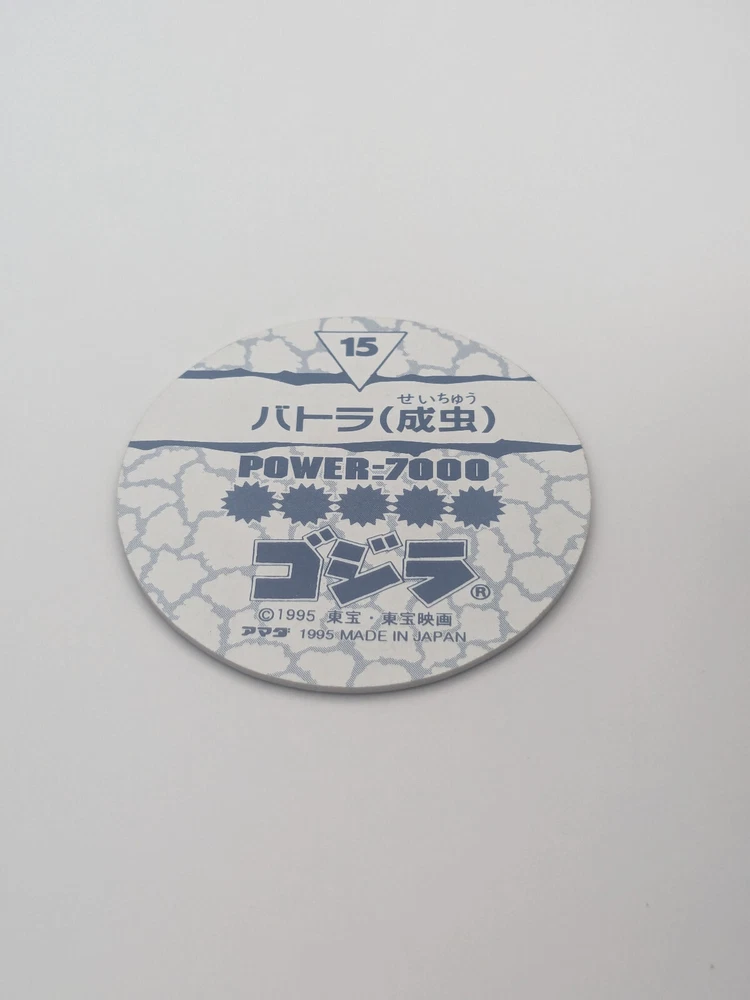 15
せいちゅう
バトラ(成虫)
POWER=7000
ゴジラ®
©1995 東宝・東宝映画
アマダ 1995 MADE IN JAPAN